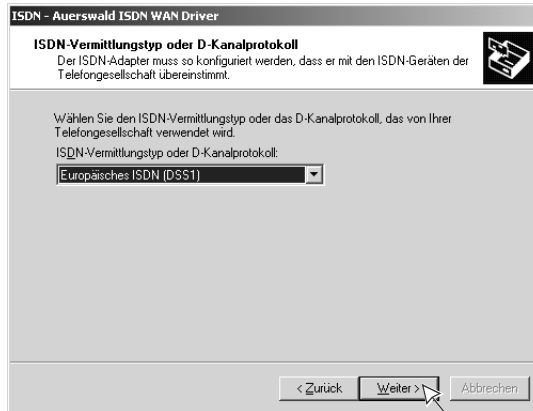 ISDN - Auerswald ISDN WAN Driver
ISDN-Vermittlungstyp oder D-Kanalprotokoll
Der ISDN-Adapter muss so konfiguriert werden, dass er mit den ISDN-Geräten der
Telefongesellschaft übereinstimmt.
Wählen Sie den ISDN-Vermittlungstyp oder das D-Kanalprotokoll, das von Ihrer
Telefongesellschaft verwendet wird.
ISDN-Vermittlungstyp oder D-Kanalprotokoll:
Europäisches ISDN (DSS1)
< Zurück Weiter > Abbrechen